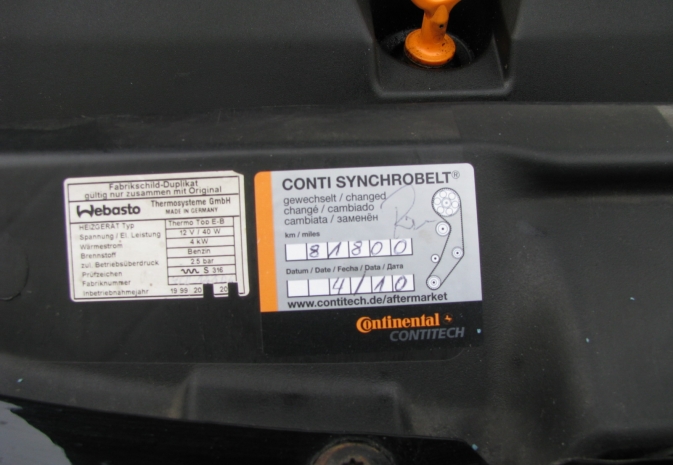 Fabrikschild-Duplikat
gültig nur zusammen mit Original
Webasto Thermosysteme GmbH
MADE IN GERMANY
HEIZGERÄT Typ Thermo Top E-B
Spannung / El. Leistung 12 V / 40 W
Wärmestrom 4 kW
Brennstoff Benzin
zul. Betriebsüberdruck 2.5 bar
Prüfzeichen S 316
Fabriknummer
Inbetriebnahmejahr 19 99 20 20
CONTI SYNCHROBELT®
gewechselt / changed
changé / cambiado
cambiata / заменён
km / miles
81800
Datum / Date / Fecha / Data / Дата
4/10
www.contitech.de/aftermarket
Continental
CONTITECH